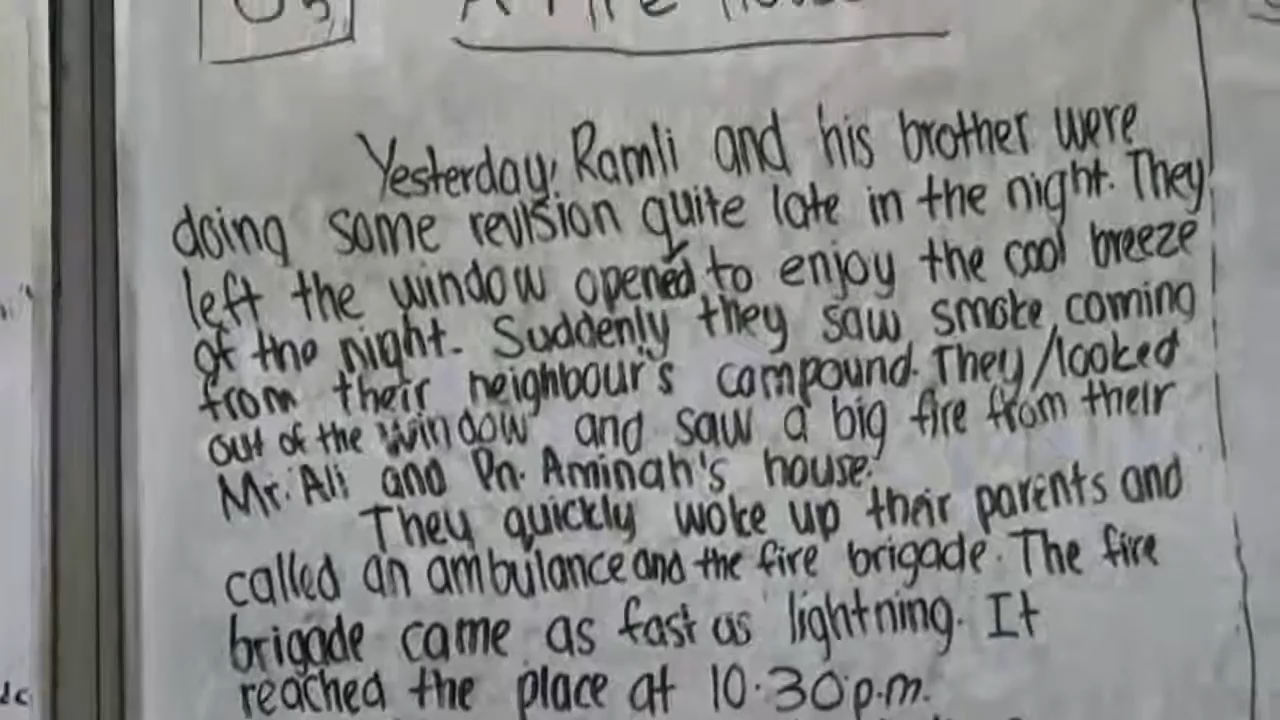 A Fire
Yesterday, Ramli and his brother were
doing some revision quite late in the night. They
left the window opened to enjoy the cool breeze
of the night. Suddenly they saw smoke coming
from their neighbour's compound. They looked
out of the window and saw a big fire from their
Mr. Ali and Pn. Aminah's house.
They quickly woke up their parents and
called an ambulance and the fire brigade. The fire
brigade came as fast as lightning. It
reached the place at 10.30p.m.